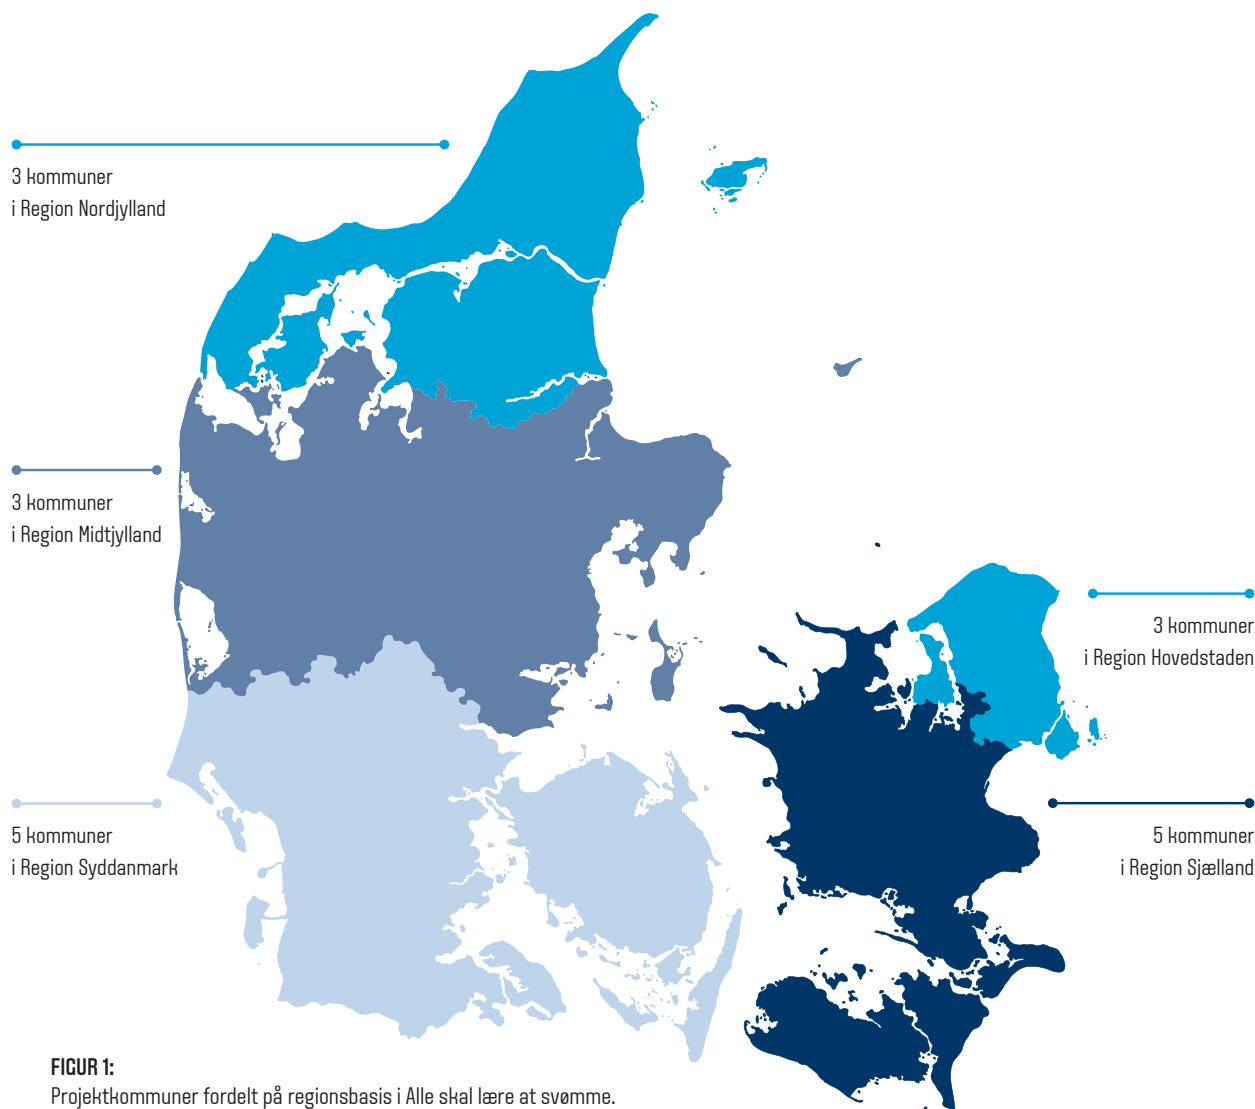 3 kommuner
i Region Nordjylland
3 kommuner
i Region Midtjylland
3 kommuner
i Region Hovedstaden
5 kommuner
i Region Syddanmark
5 kommuner
i Region Sjælland
FIGUR 1:
Projektkommuner fordelt på regionsbasis i Alle skal lære at svømme.